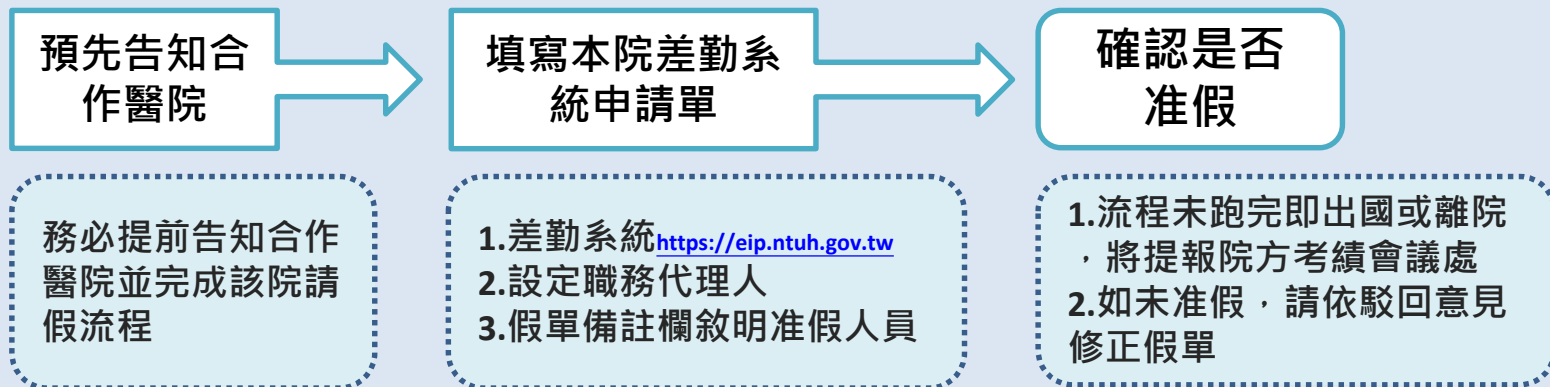 預先告知合
作醫院
填寫本院差勤系
統申請單
確認是否
准假
務必提前告知合作
醫院並完成該院請
假流程
1.差勤系統https://eip.ntuh.gov.tw
2.設定職務代理人
3.假單備註欄敘明准假人員
1.流程未跑完即出國或離院
，將提報院方考績會議處
2.如未准假，請依駁回意見
修正假單